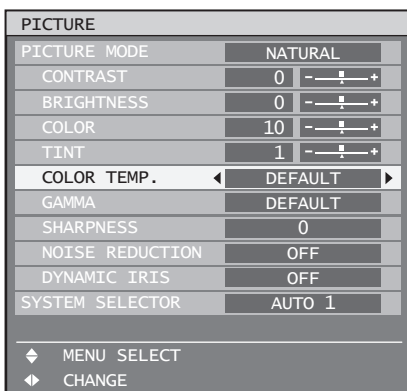 PICTURE
PICTURE MODE NATURAL
CONTRAST 0 - +
BRIGHTNESS 0 - +
COLOR 10 - +
TINT 1 - +
COLOR TEMP. DEFAULT
GAMMA DEFAULT
SHARPNESS 0
NOISE REDUCTION OFF
DYNAMIC IRIS OFF
SYSTEM SELECTOR AUTO 1
MENU SELECT
CHANGE